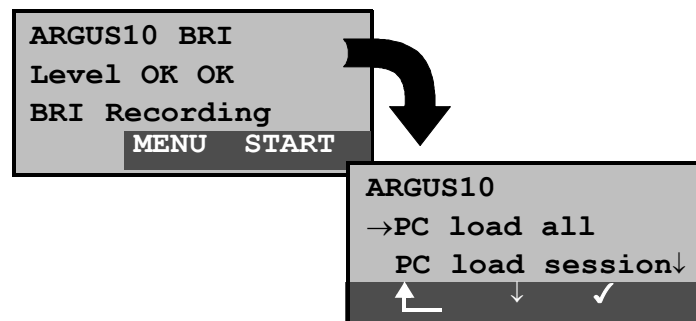 ARGUS10 BRI
Level OK OK
BRI Recording
MENU START
ARGUS10
→PC load all
PC load session↓
↓ ✓